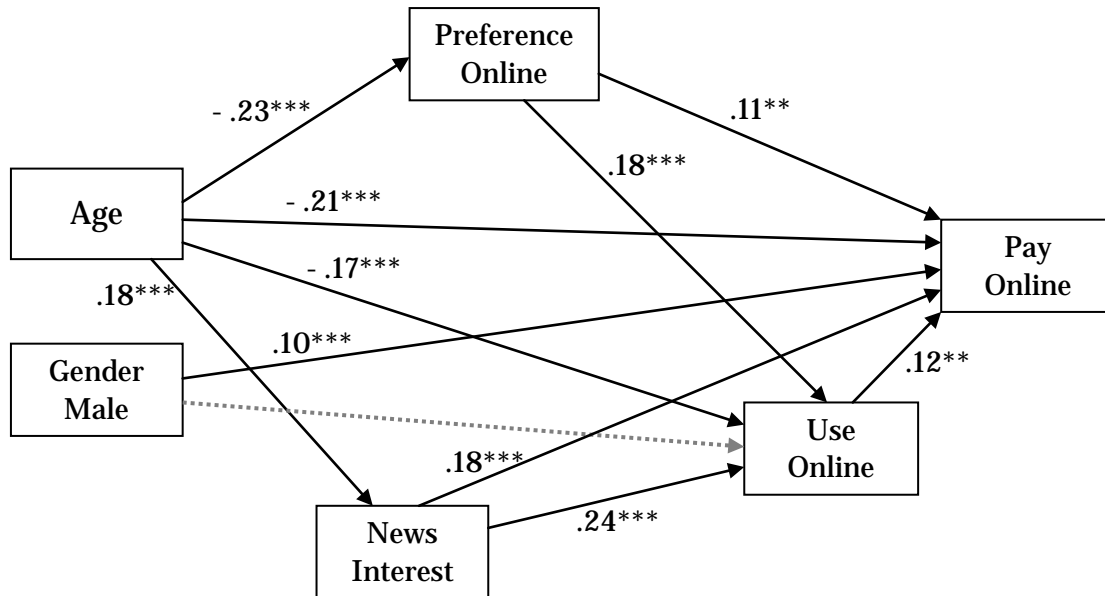 Preference
Online
- .23***
.11**
.18***
Age
- .21***
Pay
Online
- .17***
.18***
Gender
Male
.10***
.12**
Use
Online
.18***
.24***
News
Interest